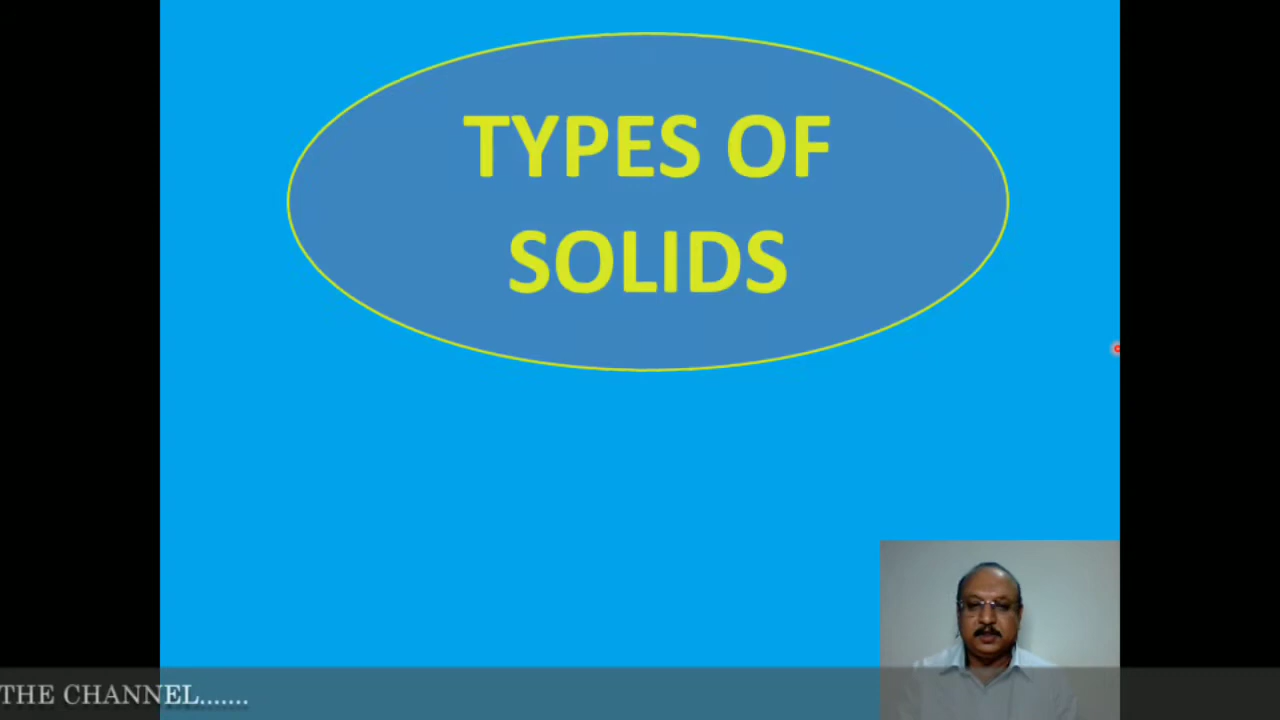 TYPES OF
SOLIDS
THE CHANNEL.......